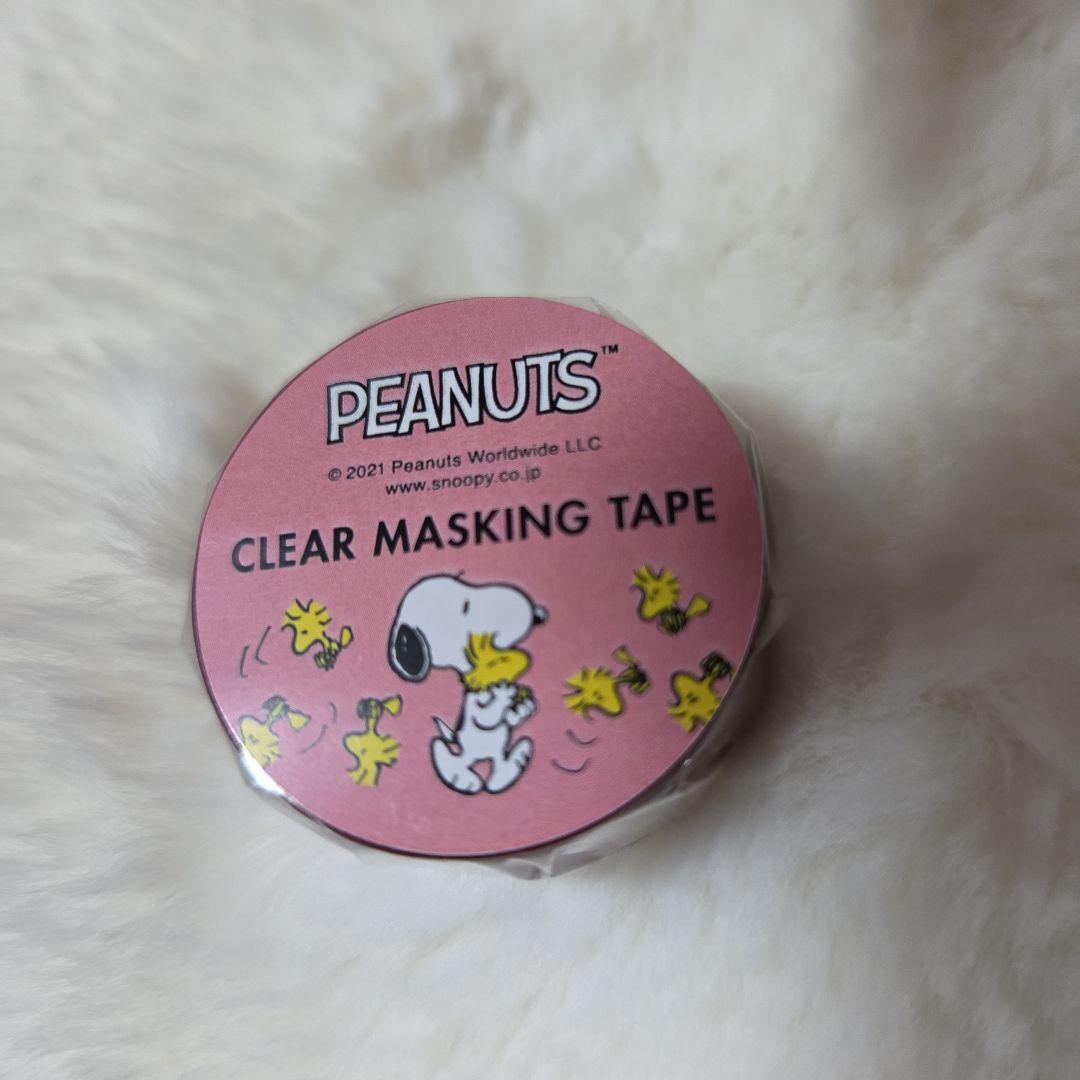 PEANUTS™
© 2021 Peanuts Worldwide LLC
www.snoopy.co.jp
CLEAR MASKING TAPE